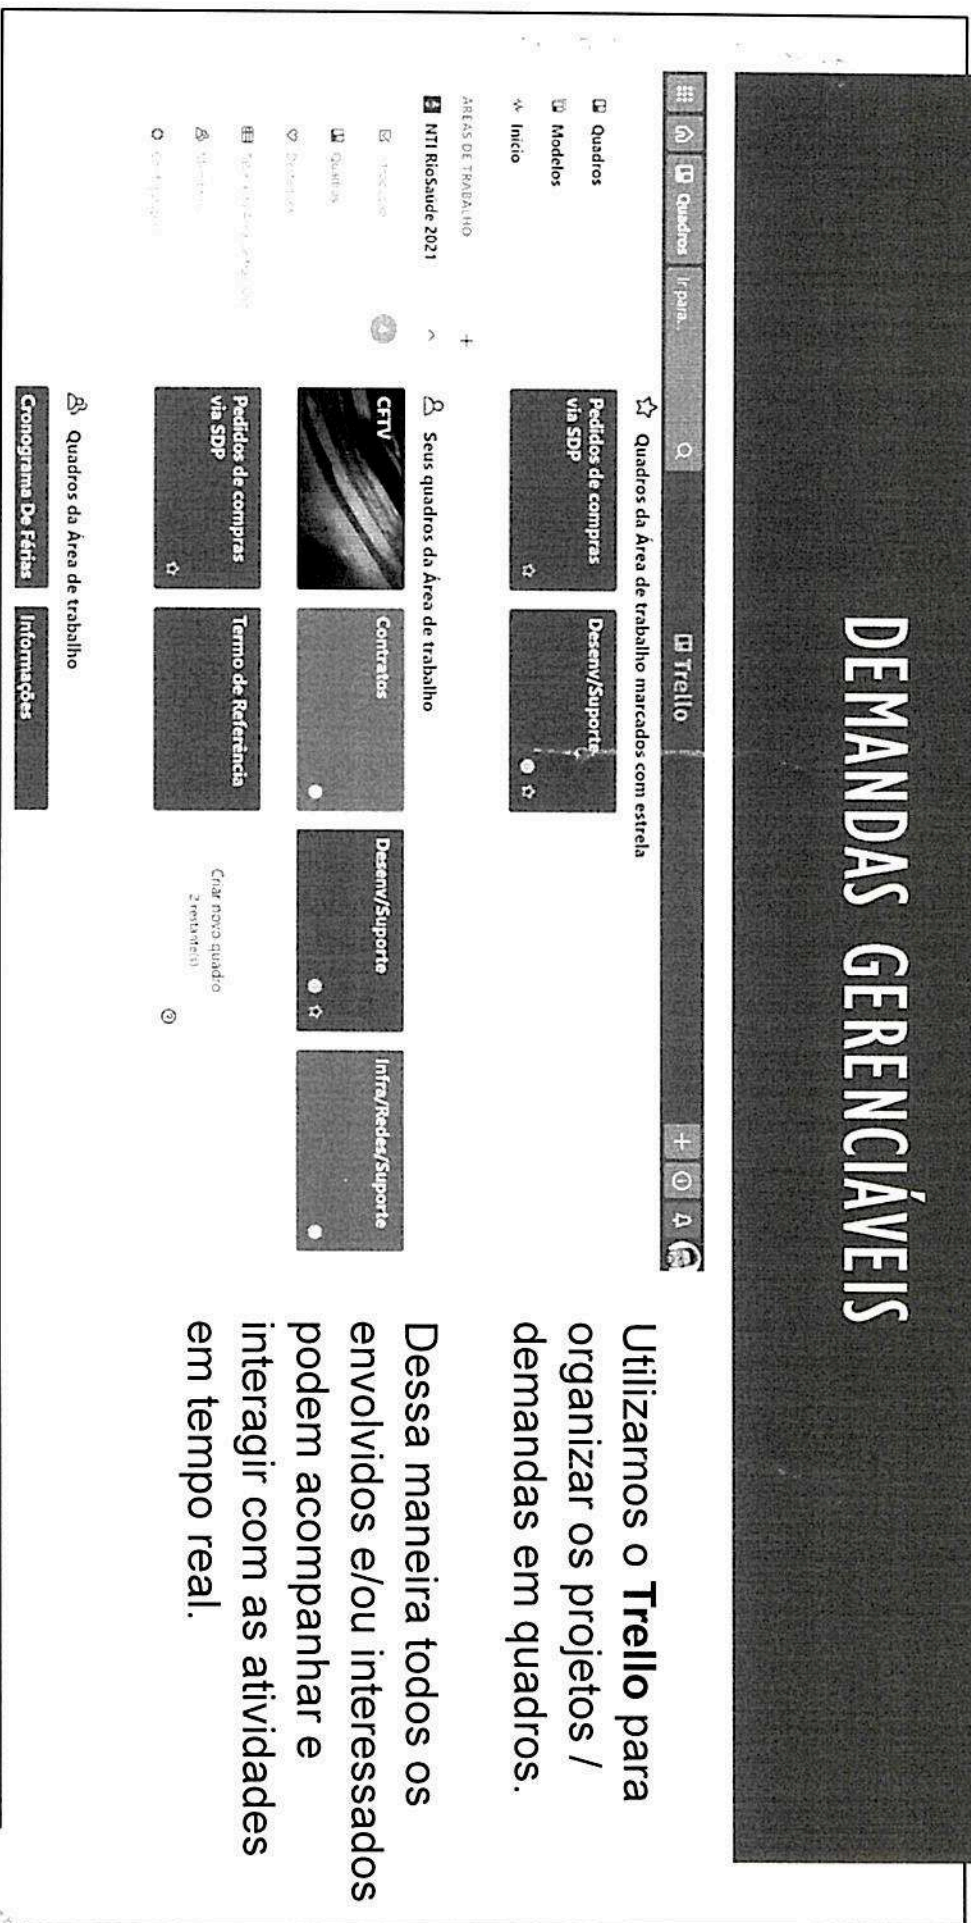 DEMANDAS GERENCIÁVEIS
Quadros
Ir para...
Trello
Quadros
Modelos
Início
ÁREAS DE TRABALHO
NTI RioSaúde 2021
Quadros
Quadros da Área de trabalho marcados com estrela
Pedidos de compras
via SDP
Desenv/Suporte
Seus quadros da Área de trabalho
CFTV
Contratos
Desenv/Suporte
Infra/Redes/Suporte
Pedidos de compras
via SDP
Termo de Referência
Criar novo quadro
2 restante(s)
Quadros da Área de trabalho
Cronograma De Férias
Informações
Utilizamos o Trello para
organizar os projetos /
demandas em quadros.
Dessa maneira todos os
envolvidos e/ou interessados
podem acompanhar e
interagir com as atividades
em tempo real.